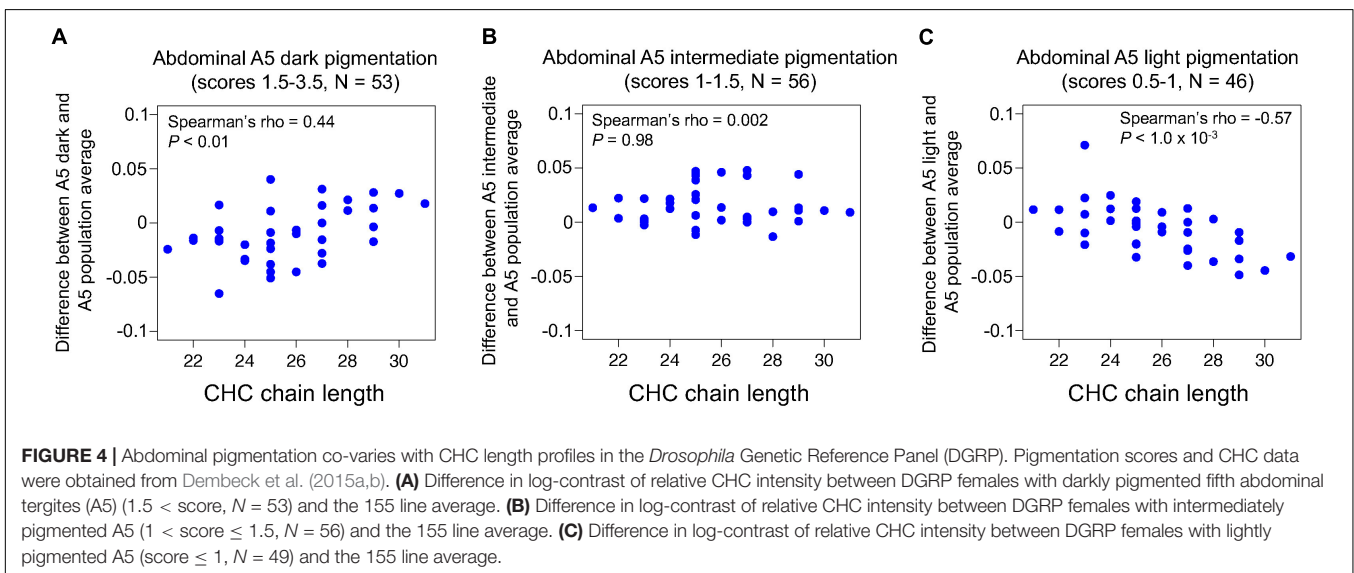 A
Abdominal A5 dark pigmentation
(scores 1.5-3.5, N = 53)
Difference between A5 dark and
A5 population average
Spearman's rho = 0.44
P < 0.01
0.1
0.05
0
-0.05
-0.1
22 24 26 28 30
CHC chain length
B
Abdominal A5 intermediate pigmentation
(scores 1-1.5, N = 56)
Difference between A5 intermediate
and A5 population average
Spearman's rho = 0.002
P = 0.98
0.1
0.05
0
-0.05
-0.1
22 24 26 28 30
CHC chain length
C
Abdominal A5 light pigmentation
(scores 0.5-1, N = 46)
Difference between A5 light and
A5 population average
Spearman's rho = -0.57
P < 1.0 x 10⁻³
0.1
0.05
0
-0.05
-0.1
22 24 26 28 30
CHC chain length
FIGURE 4 | Abdominal pigmentation co-varies with CHC length profiles in the Drosophila Genetic Reference Panel (DGRP). Pigmentation scores and CHC data
were obtained from Dembeck et al. (2015a,b). (A) Difference in log-contrast of relative CHC intensity between DGRP females with darkly pigmented fifth abdominal
tergites (A5) (1.5 < score, N = 53) and the 155 line average. (B) Difference in log-contrast of relative CHC intensity between DGRP females with intermediately
pigmented A5 (1 < score ≤ 1.5, N = 56) and the 155 line average. (C) Difference in log-contrast of relative CHC intensity between DGRP females with lightly
pigmented A5 (score ≤ 1, N = 49) and the 155 line average.